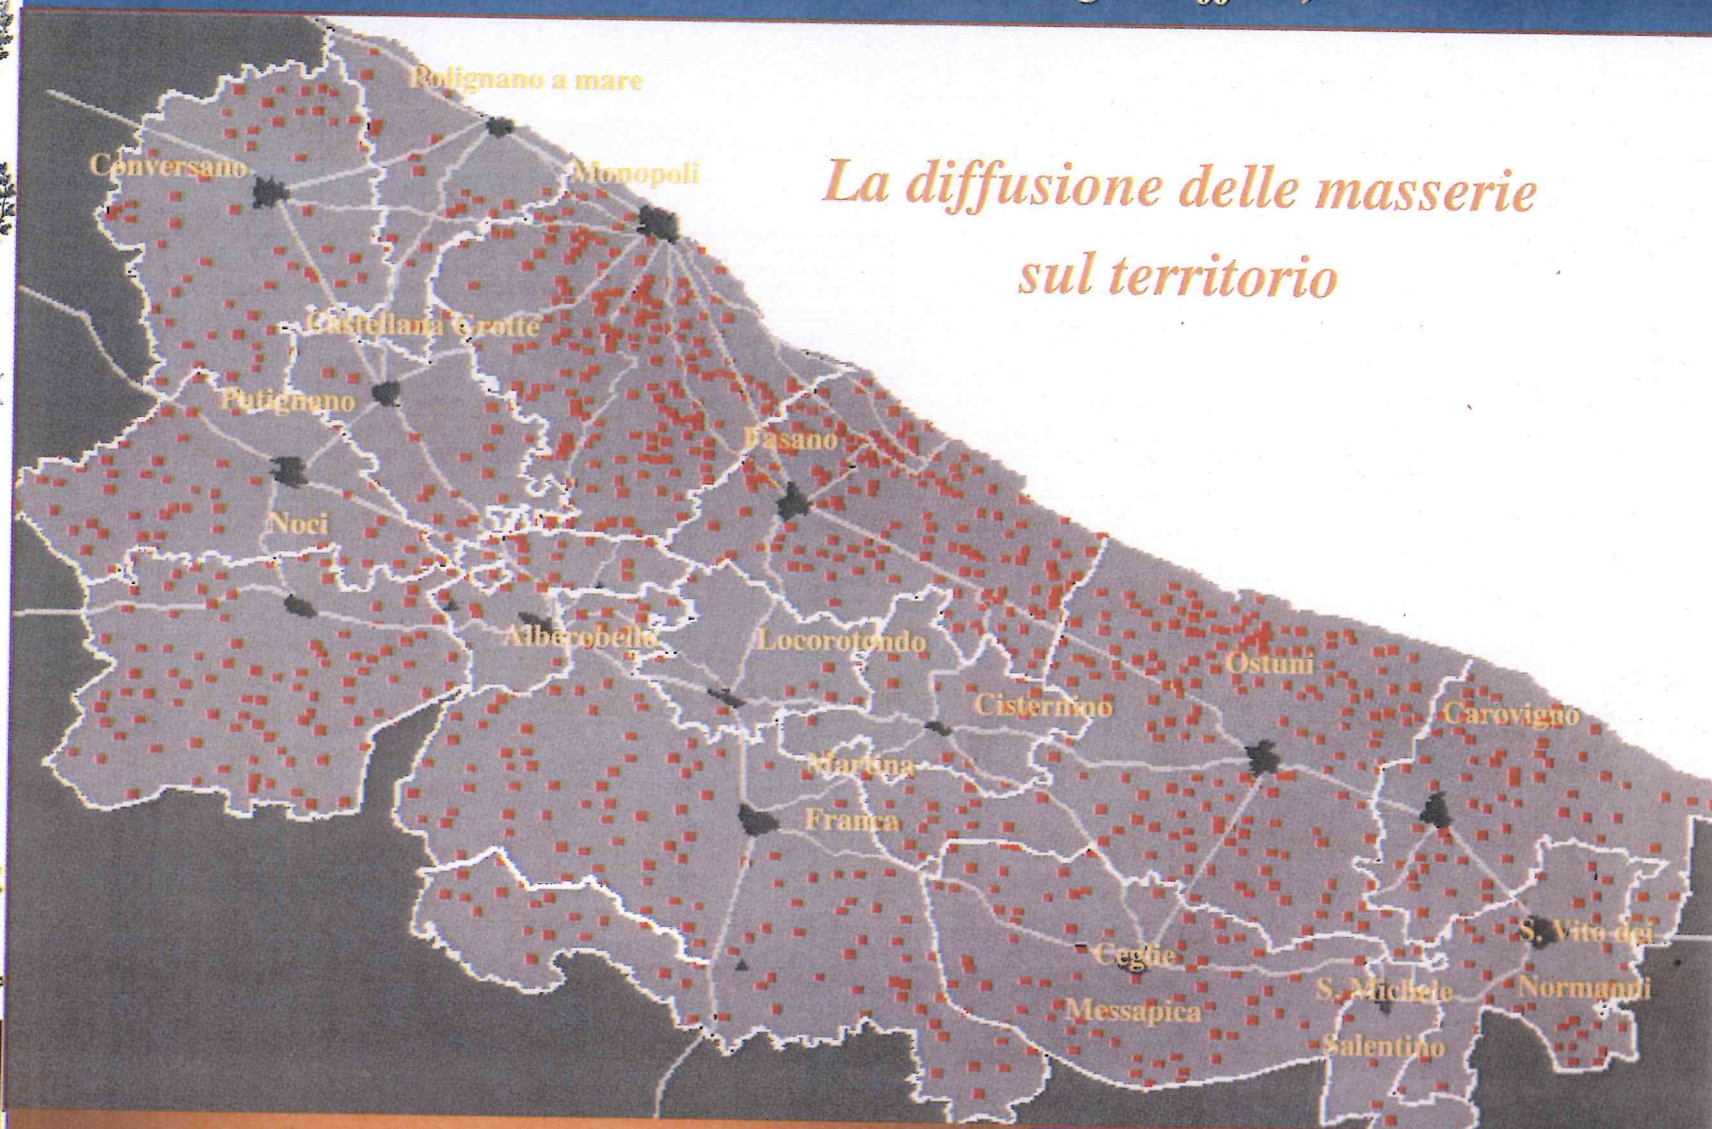 Polignano a mare
Conversano
Monopoli
La diffusione delle masserie
sul territorio
Castellana Grotte
Putignano
Fasano
Noci
Alberobello
Locorotondo
Ostuni
Cisternino
Carovigno
Martina
Franca
Ceglie
Messapica
S. Vito dei
Normanni
S. Michele
Salentino